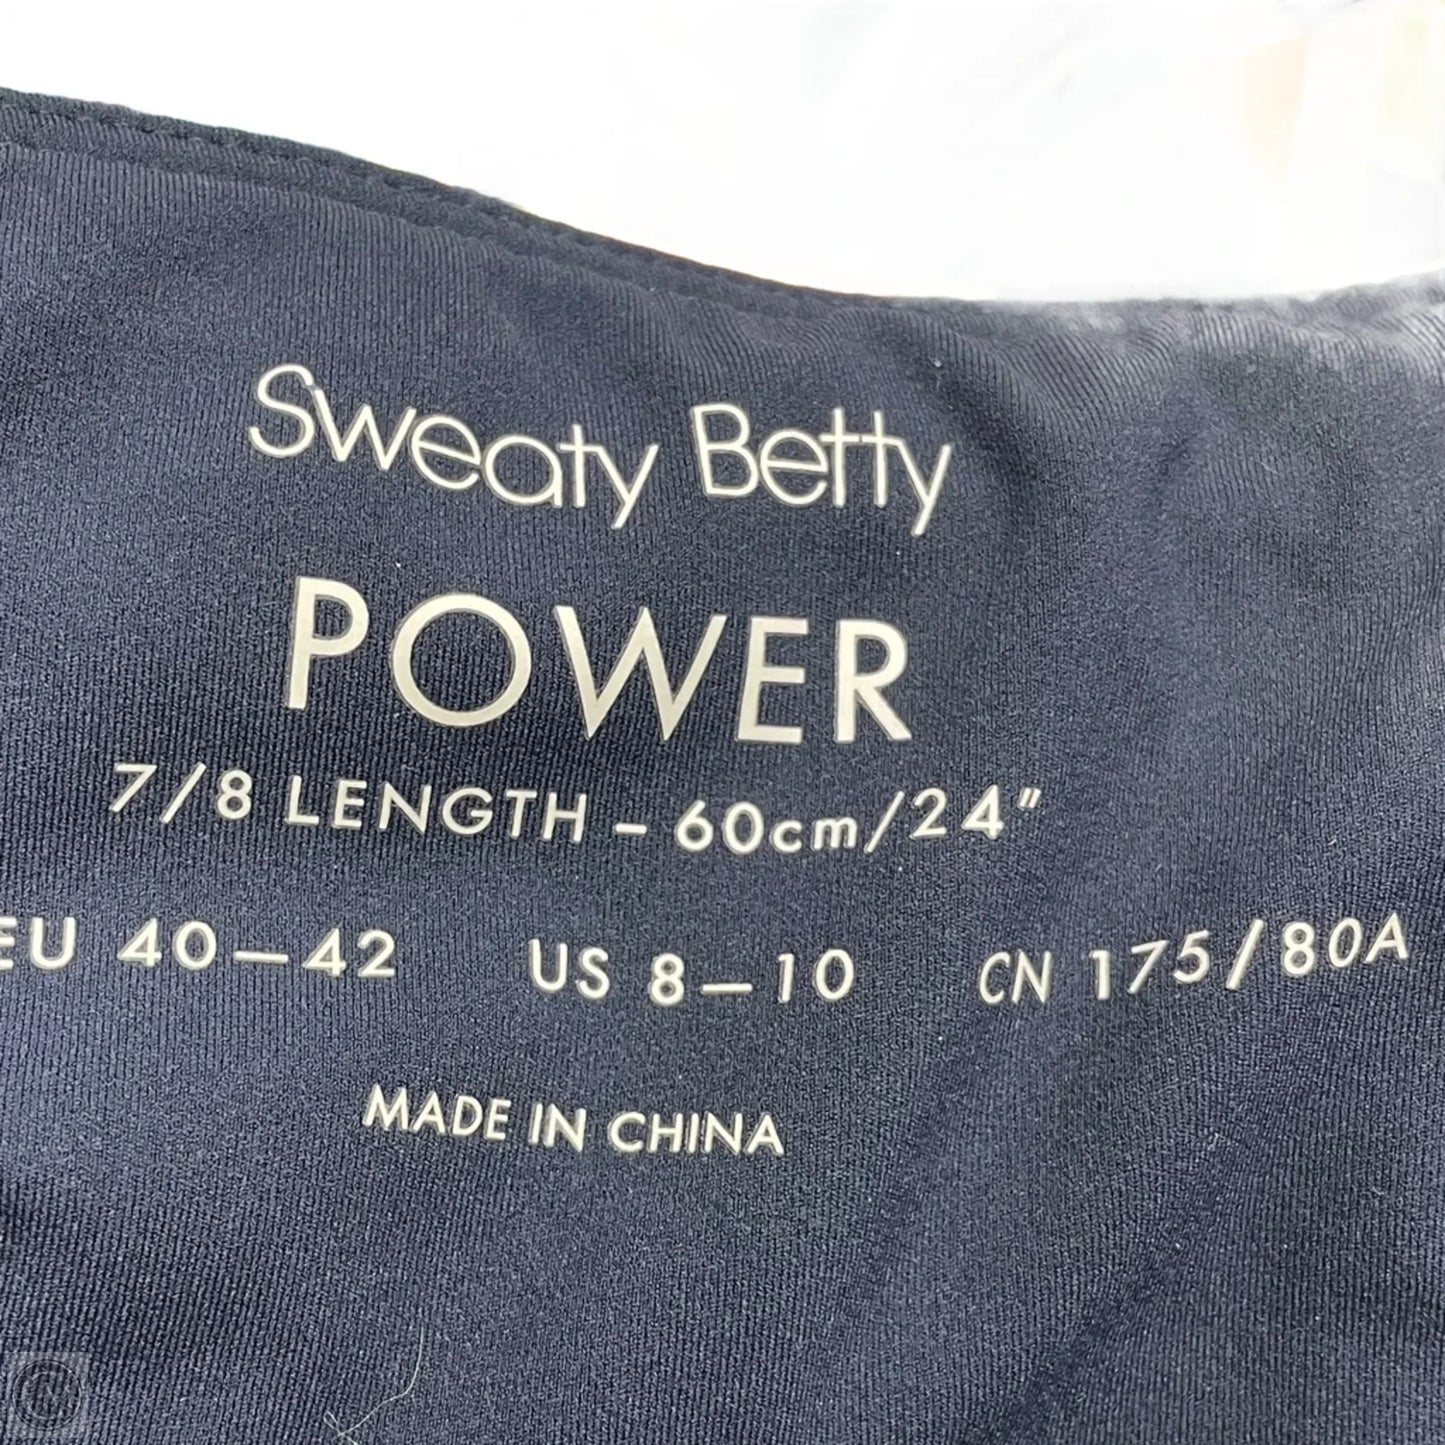 Sweaty Betty
POWER
7/8 LENGTH – 60cm/24"
EU 40–42 US 8–10 CN 175/80A
MADE IN CHINA